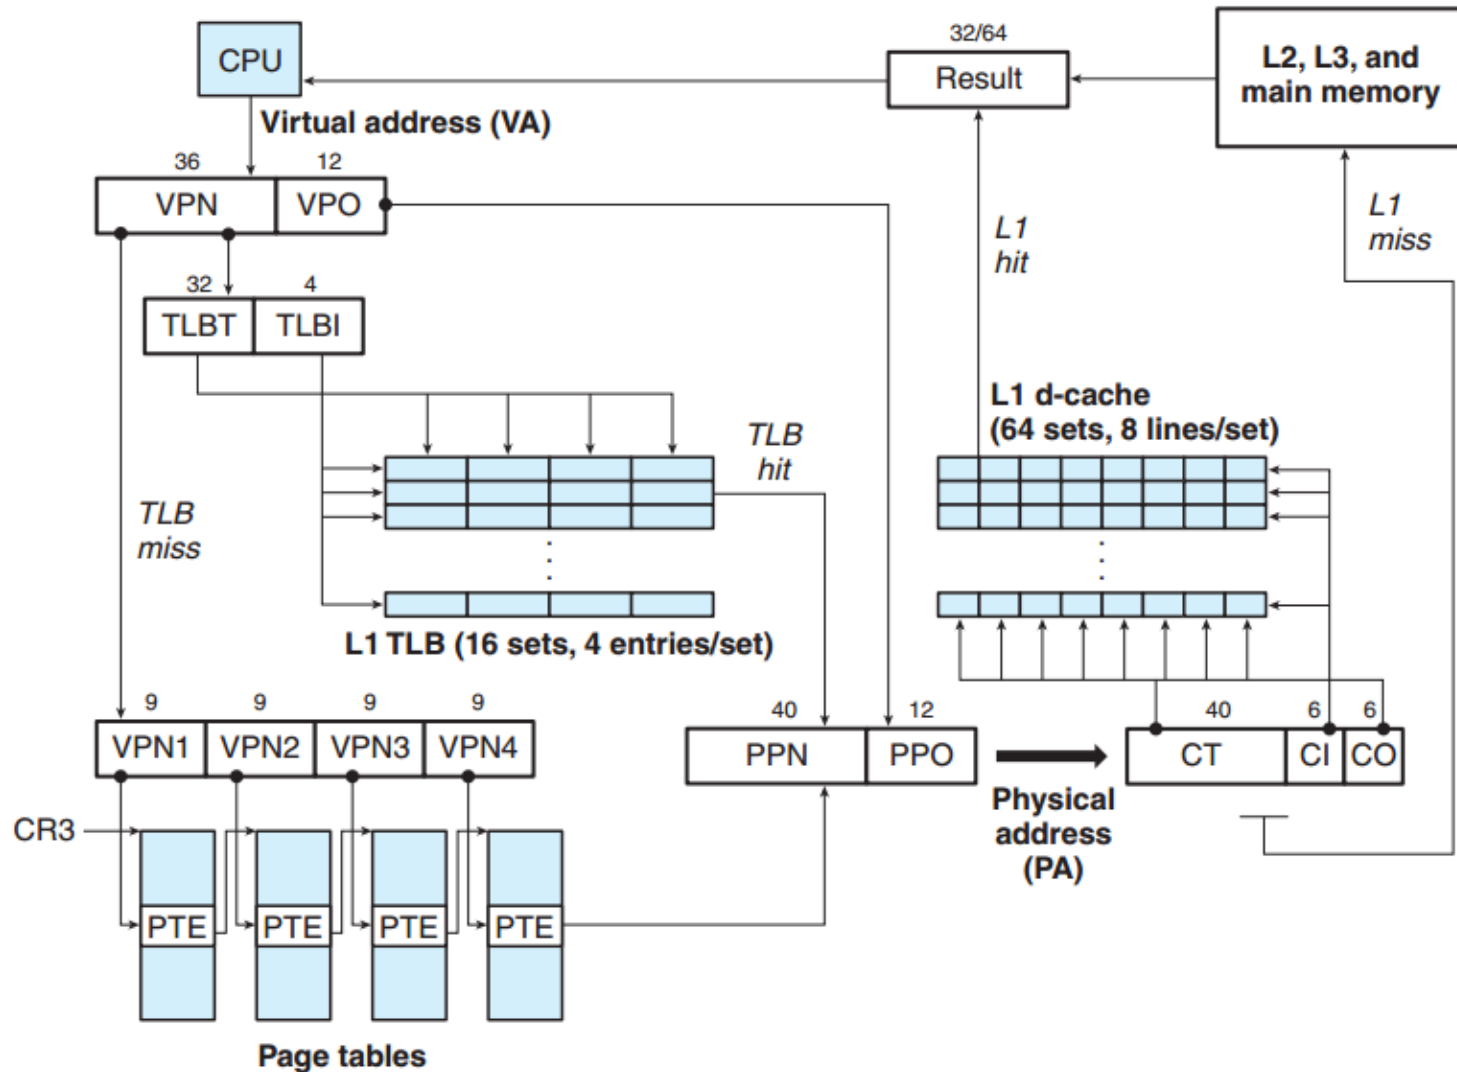 CPU
32/64
Result
L2, L3, and
main memory
Virtual address (VA)
36
12
VPN
VPO
L1
hit
L1
miss
32
4
TLBT
TLBI
TLB
hit
L1 d-cache
(64 sets, 8 lines/set)
TLB
miss
.
.
.
.
.
.
L1 TLB (16 sets, 4 entries/set)
9
9
9
9
VPN1
VPN2
VPN3
VPN4
40
12
PPN
PPO
40
6
6
CT
CI
CO
Physical
address
(PA)
CR3
PTE
PTE
PTE
PTE
Page tables